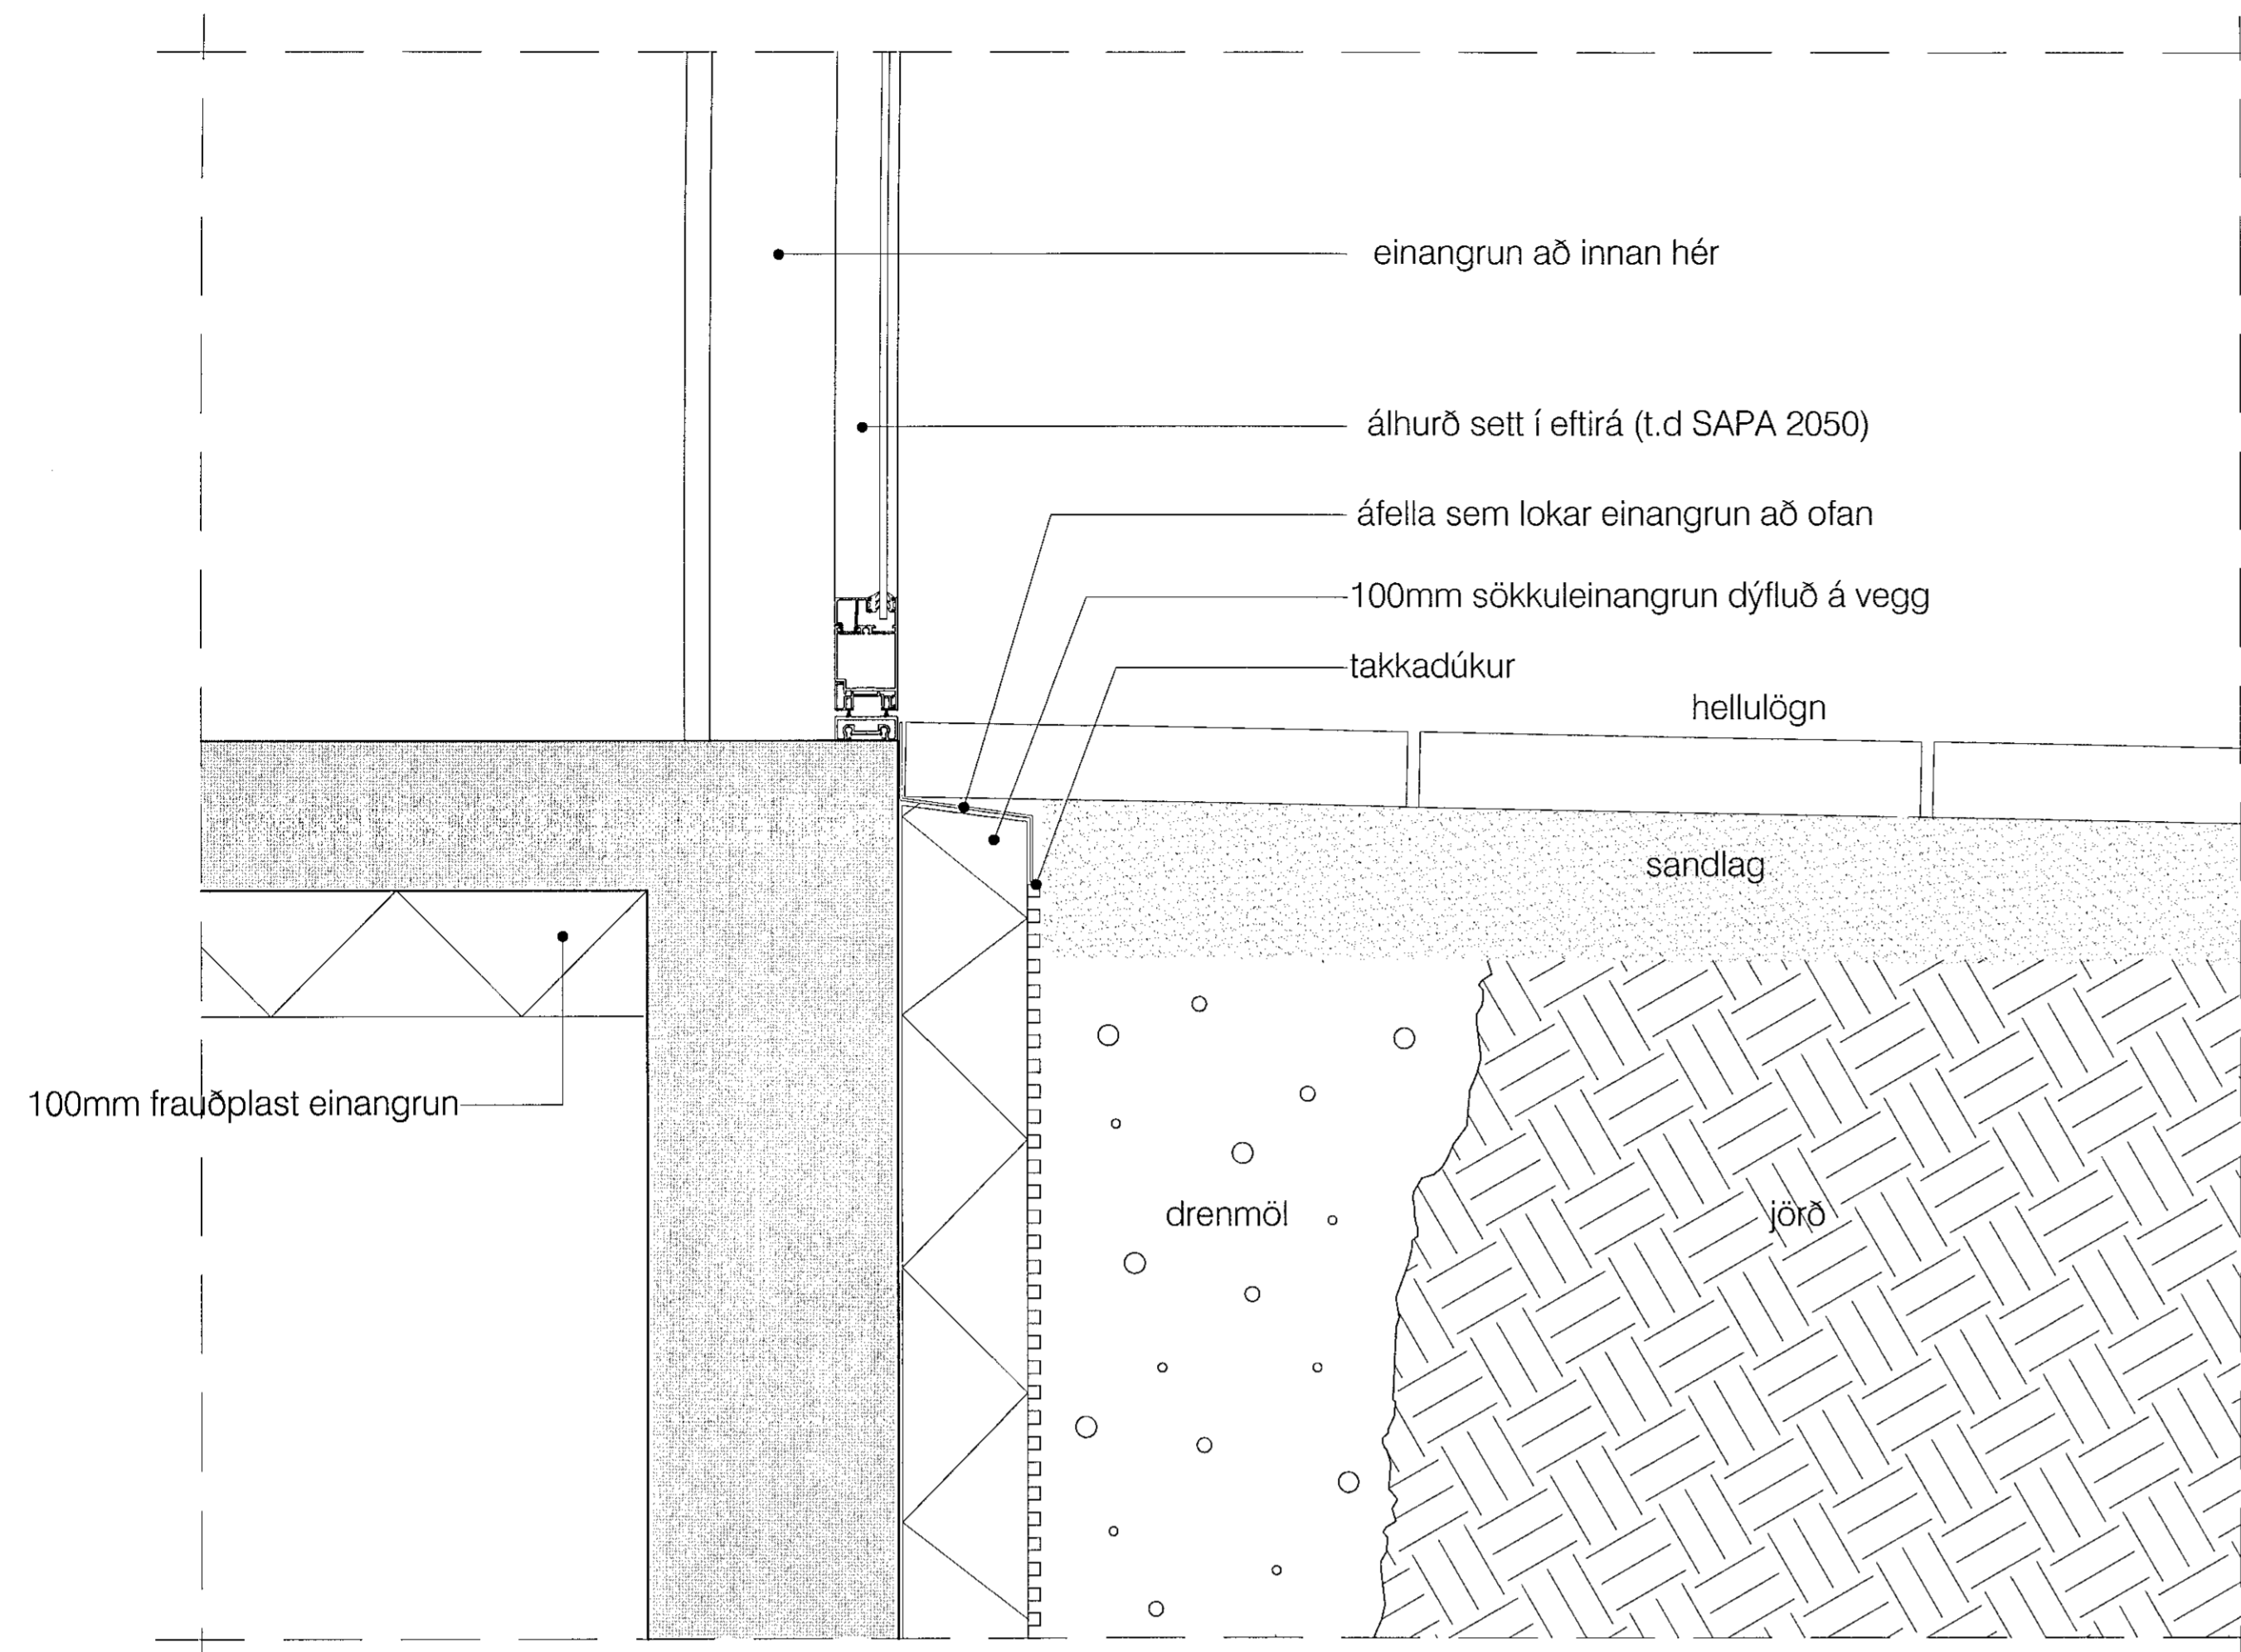 einangrun að innan hér
álhurð sett í eftirá (t.d SAPA 2050)
áfella sem lokar einangrun að ofan
100mm sökkuleinangrun dýfluð á vegg
takkadúkur
hellulögn
sandlag
100mm frauðplast einangrun
drenmöl
jörð